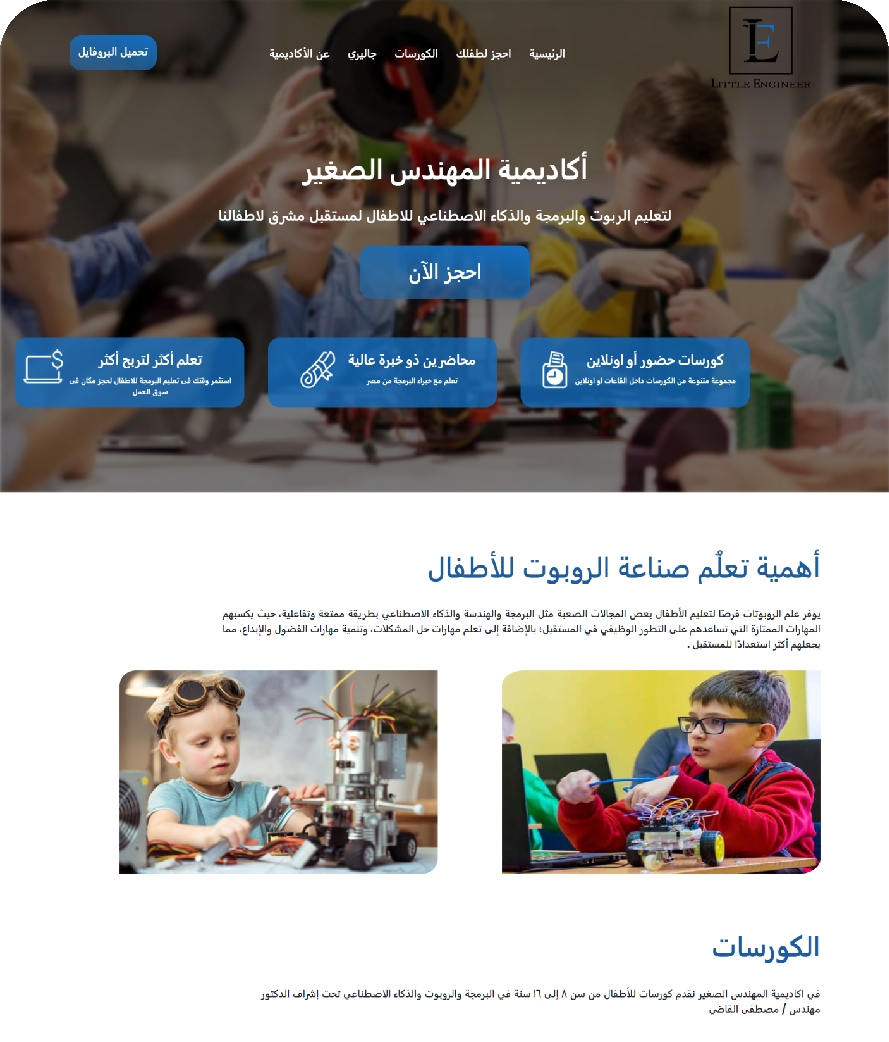 LE
LITTLE ENGINEER
الرئيسية
احجز لطفلك
الكورسات
جاليري
عن الأكاديمية
تحميل البروفايل
أكاديمية المهندس الصغير
لتعليم الربوت والبرمجة والذكاء الاصطناعي للاطفال لمستقبل مشرق لاطفالنا
احجز الآن
كورسات حضور أو اونلاين
مجموعة متنوعة من الكورسات داخل القاعات او اونلاين
محاضرين ذو خبرة عالية
تعلم مع خبراء البرمجة من مصر
تعلم أكثر لتربح أكثر
استثمر وقتك فى تعليم البرمجة للاطفال لحجز مكان فى
سوق العمل
أهمية تعلُم صناعة الروبوت للأطفال
يوفر علم الروبوتات فرصًا لتعليم الأطفال بعض المجالات الصعبة مثل البرمجة والهندسة والذكاء الاصطناعي بطريقة ممتعة وتفاعلية، حيث يكسبهم
المهارات الممتازة التي تساعدهم على التطور الوظيفي في المستقبل؛ بالإضافة إلى تعلم مهارات حل المشكلات، وتنمية مهارات الفضول والإبداع، مما
يجعلهم أكثر استعدادًا للمستقبل .
الكورسات
في اكاديمية المهندس الصغير نقدم كورسات للأطفال من سن ٨ إلى ١٦ سنة في البرمجة والروبوت والذكاء الاصطناعي تحت إشراف الدكتور
مهندس / مصطفى القاضي